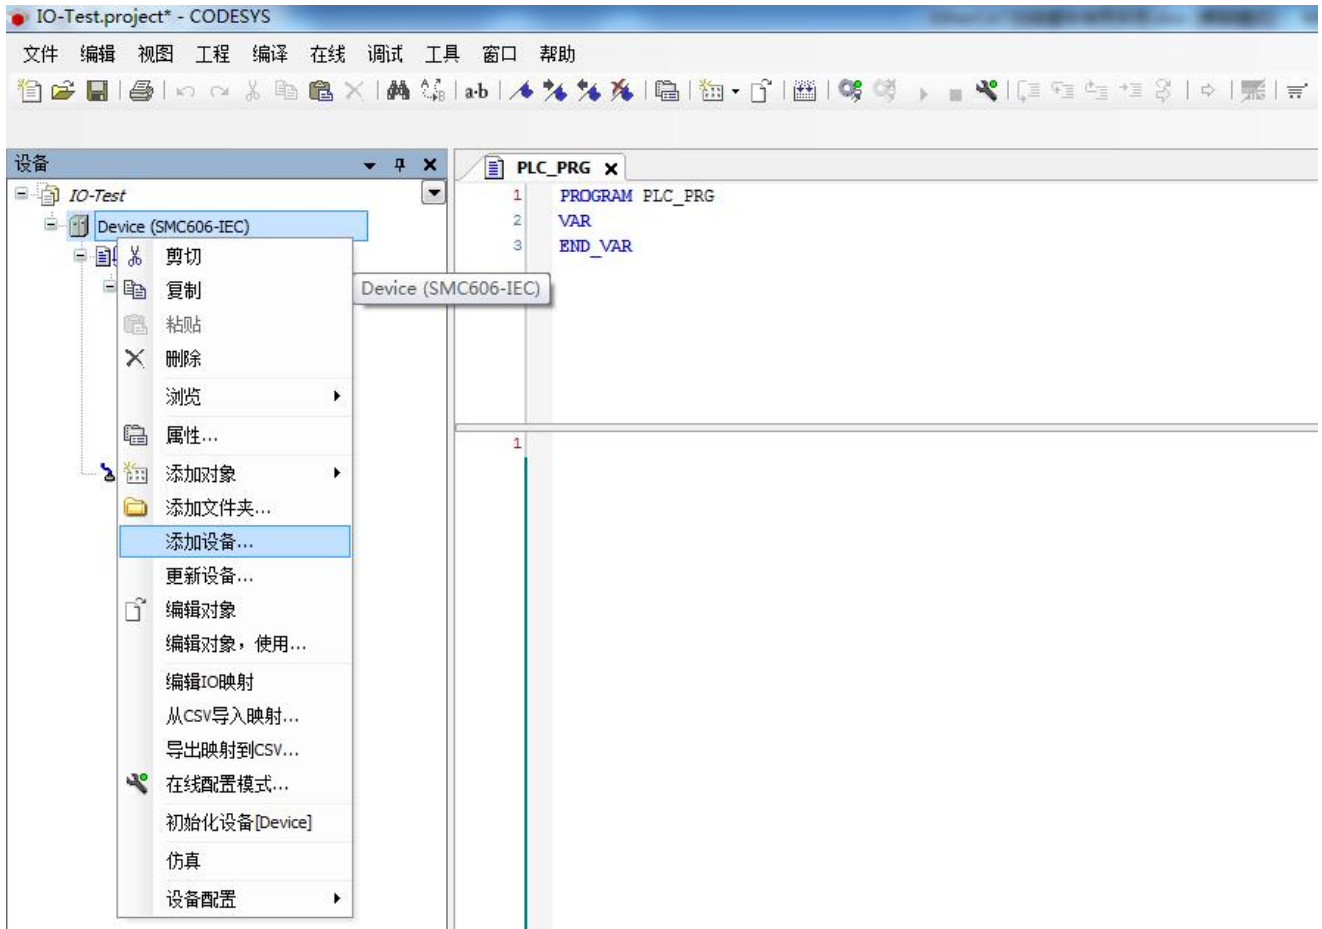 IO-Test.project* - CODESYS
文件 编辑 视图 工程 编译 在线 调试 工具 窗口 帮助
设备
PLC_PRG
IO-Test
Device (SMC606-IEC)
1 PROGRAM PLC_PRG
2 VAR
3 END_VAR
Device (SMC606-IEC)
剪切
复制
粘贴
删除
浏览
属性...
添加对象
添加文件夹...
添加设备...
更新设备...
编辑对象
编辑对象，使用...
编辑IO映射
从CSV导入映射...
导出映射到CSV...
在线配置模式...
初始化设备[Device]
仿真
设备配置
1